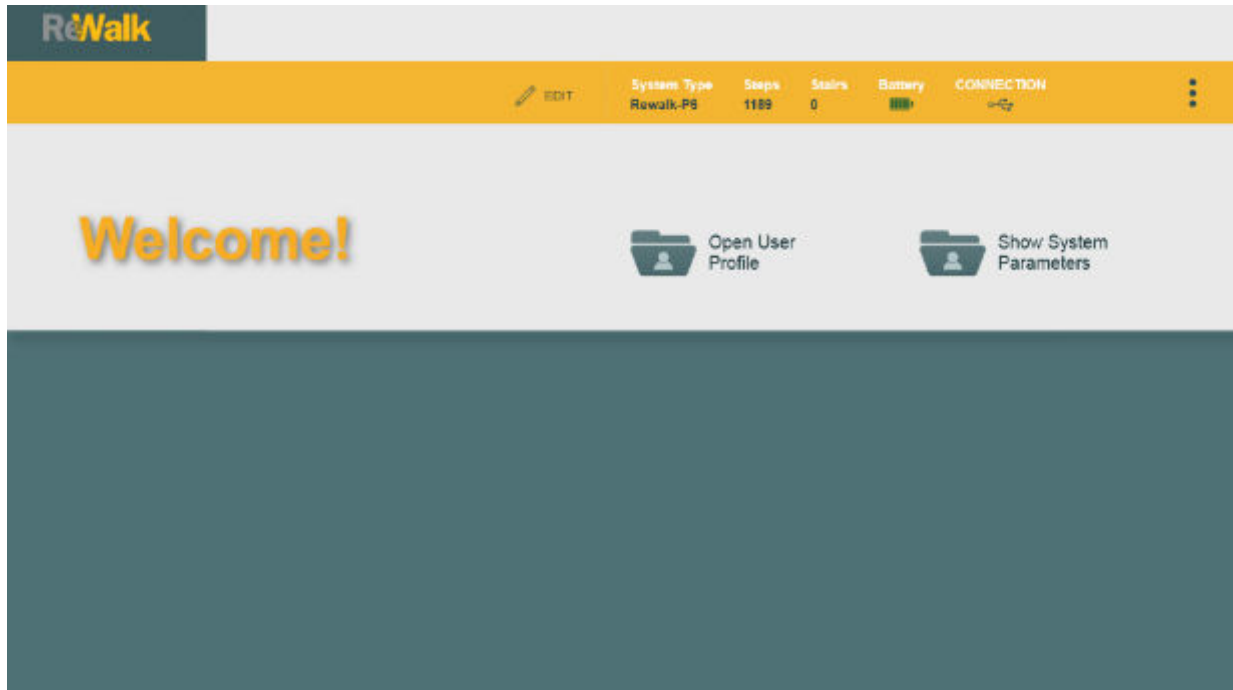 ReWalk
EDIT
System Type Steps Stairs Battery CONNECTION
Rewalk-P6 1189 0
Welcome!
Open User
Profile
Show System
Parameters